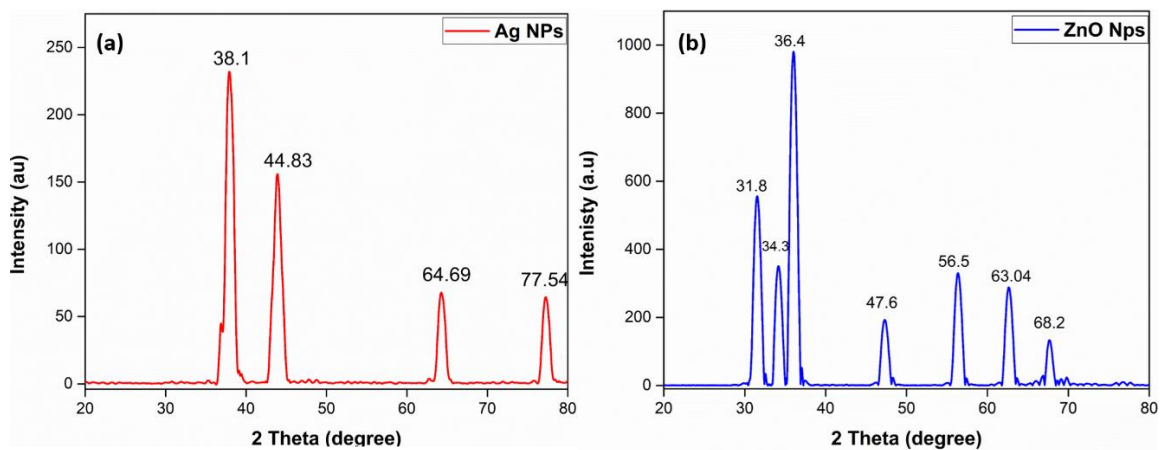 (a)
Ag NPs
38.1
44.83
64.69
77.54
250
200
150
100
50
0
Intensity (au)
20 30 40 50 60 70 80
2 Theta (degree)
(b)
ZnO Nps
36.4
31.8
34.3
47.6
56.5
63.04
68.2
1000
800
600
400
200
0
Intenisty (a.u)
20 30 40 50 60 70 80
2 Theta (degree)